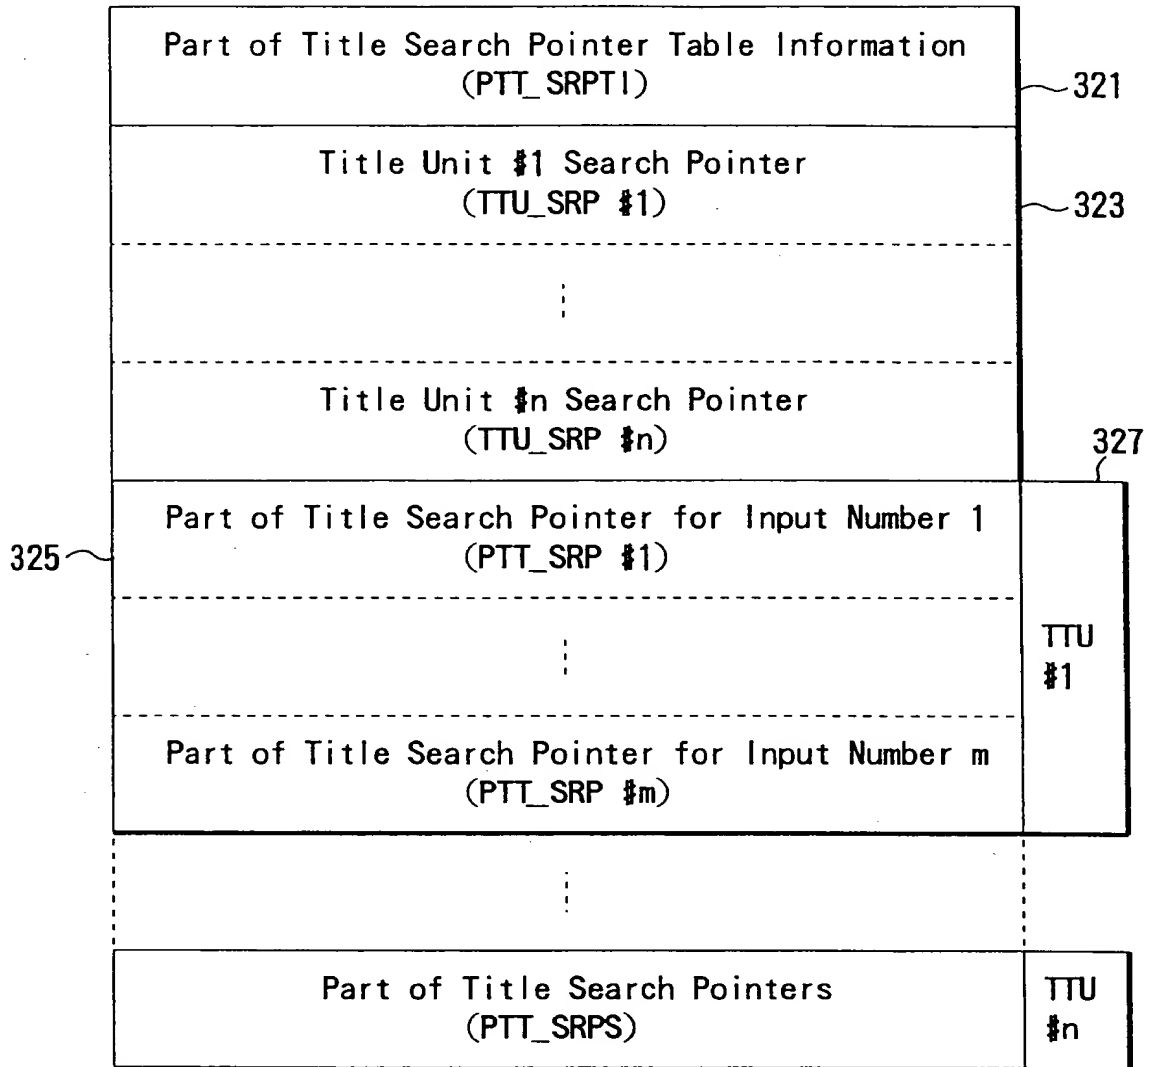 Part of Title Search Pointer Table Information
(PTT_SRPTI)
321
Title Unit #1 Search Pointer
(TTU_SRP #1)
323
Title Unit #n Search Pointer
(TTU_SRP #n)
327
Part of Title Search Pointer for Input Number 1
(PTT_SRP #1)
325
TTU
#1
Part of Title Search Pointer for Input Number m
(PTT_SRP #m)
Part of Title Search Pointers
(PTT_SRPS)
TTU
#n